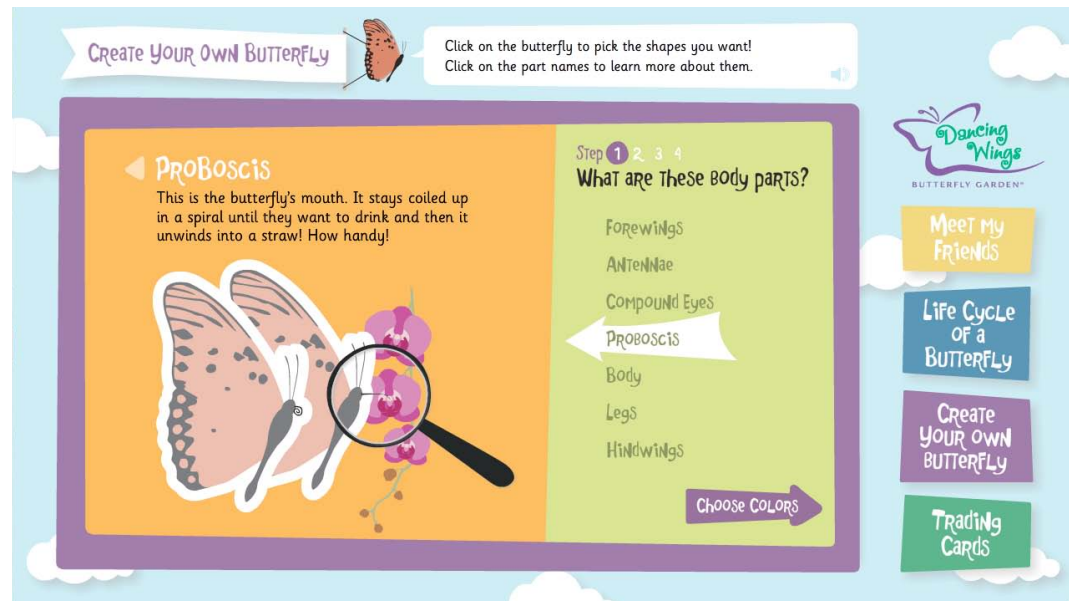 Create Your Own Butterfly
Click on the butterfly to pick the shapes you want!
Click on the part names to learn more about them.
Proboscis
This is the butterfly's mouth. It stays coiled up
in a spiral until they want to drink and then it
unwinds into a straw! How handy!
Step 1 2 3 4
What are these body parts?
Forewings
Antennae
Compound Eyes
Proboscis
Body
Legs
Hindwings
Choose Colors
Dancing
Wings
BUTTERFLY GARDEN®
Meet My
Friends
Life Cycle
of a
Butterfly
Create
Your Own
Butterfly
Trading
Cards